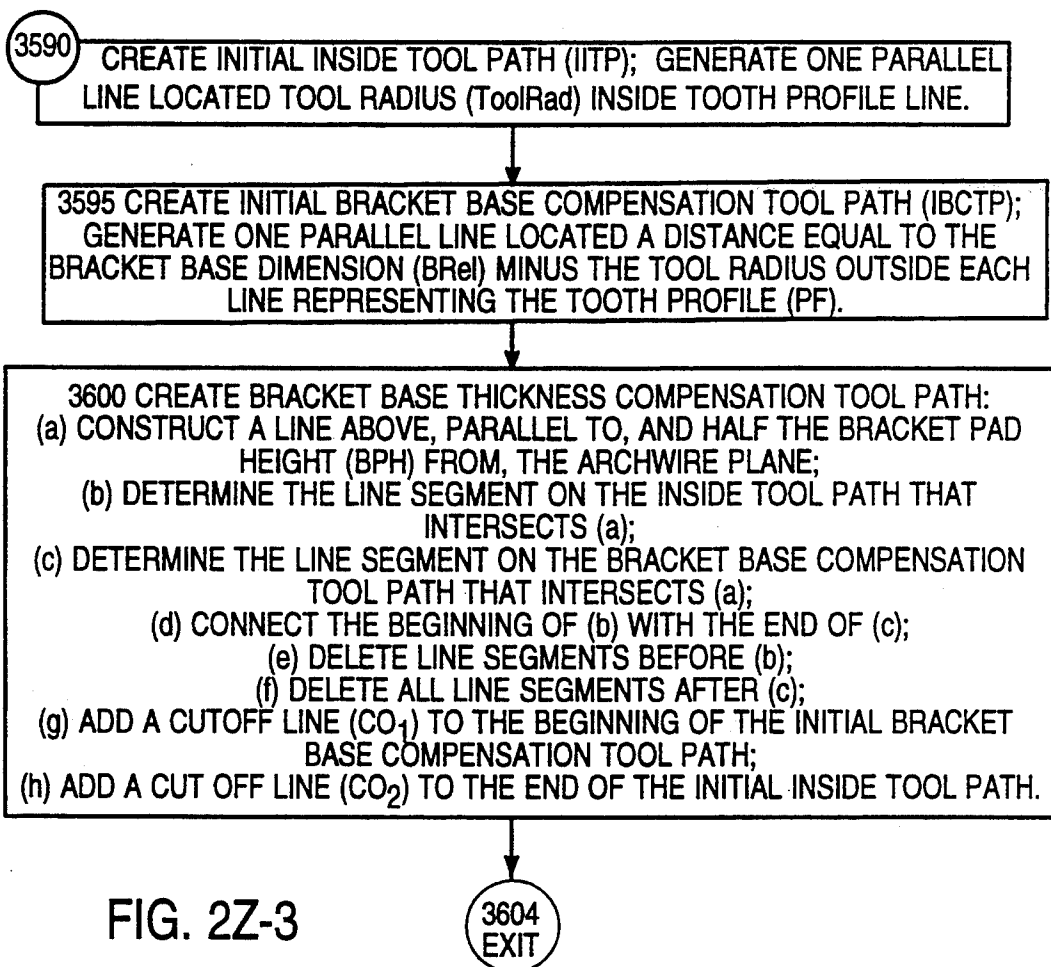 3590
CREATE INITIAL INSIDE TOOL PATH (IITP); GENERATE ONE PARALLEL
LINE LOCATED TOOL RADIUS (ToolRad) INSIDE TOOTH PROFILE LINE.
3595 CREATE INITIAL BRACKET BASE COMPENSATION TOOL PATH (IBCTP);
GENERATE ONE PARALLEL LINE LOCATED A DISTANCE EQUAL TO THE
BRACKET BASE DIMENSION (BRel) MINUS THE TOOL RADIUS OUTSIDE EACH
LINE REPRESENTING THE TOOTH PROFILE (PF).
3600 CREATE BRACKET BASE THICKNESS COMPENSATION TOOL PATH:
(a) CONSTRUCT A LINE ABOVE, PARALLEL TO, AND HALF THE BRACKET PAD
HEIGHT (BPH) FROM, THE ARCHWIRE PLANE;
(b) DETERMINE THE LINE SEGMENT ON THE INSIDE TOOL PATH THAT
INTERSECTS (a);
(c) DETERMINE THE LINE SEGMENT ON THE BRACKET BASE COMPENSATION
TOOL PATH THAT INTERSECTS (a);
(d) CONNECT THE BEGINNING OF (b) WITH THE END OF (c);
(e) DELETE LINE SEGMENTS BEFORE (b);
(f) DELETE ALL LINE SEGMENTS AFTER (c);
(g) ADD A CUTOFF LINE (CO1) TO THE BEGINNING OF THE INITIAL BRACKET
BASE COMPENSATION TOOL PATH;
(h) ADD A CUT OFF LINE (CO2) TO THE END OF THE INITIAL INSIDE TOOL PATH.
FIG. 2Z-3
3604
EXIT